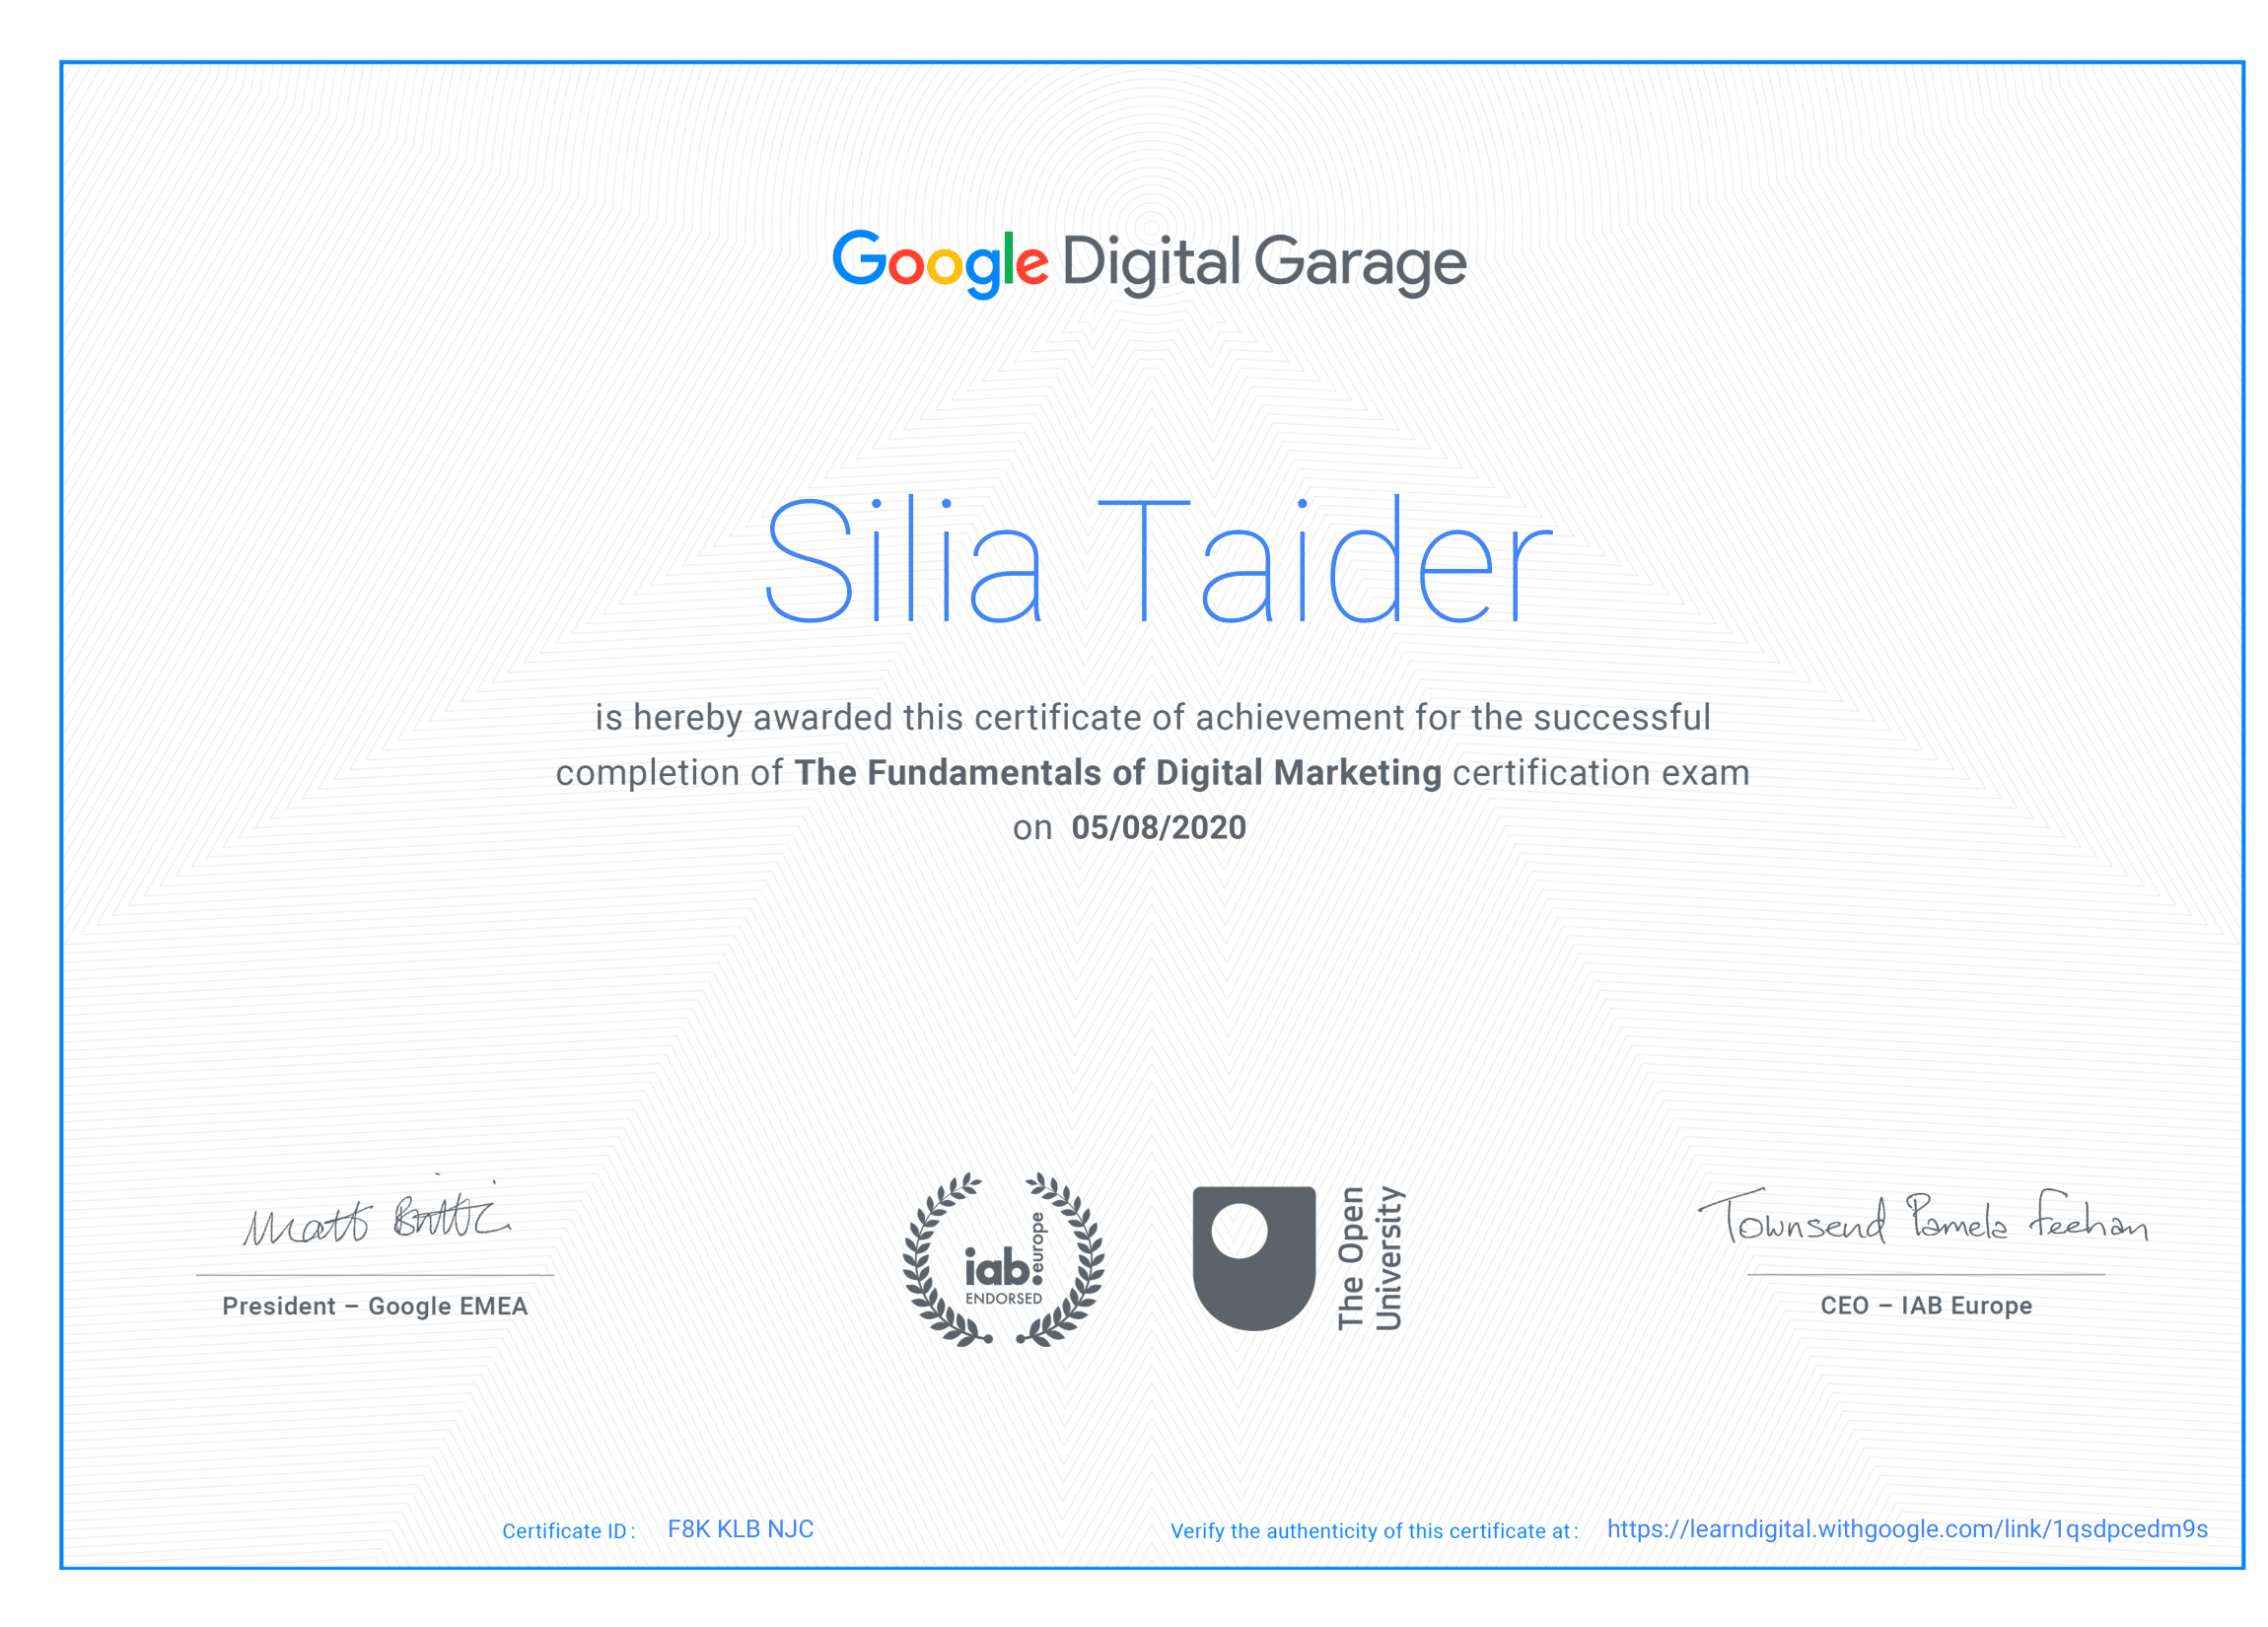 Google Digital Garage
Silia Taider
is hereby awarded this certificate of achievement for the successful
completion of The Fundamentals of Digital Marketing certification exam
on 05/08/2020
Matt Brittin
President – Google EMEA
iab.europe
ENDORSED
The Open
University
Townsend Pamela Feehan
CEO – IAB Europe
Certificate ID: F8K KLB NJC
Verify the authenticity of this certificate at: https://learndigital.withgoogle.com/link/1qsdpcedm9s